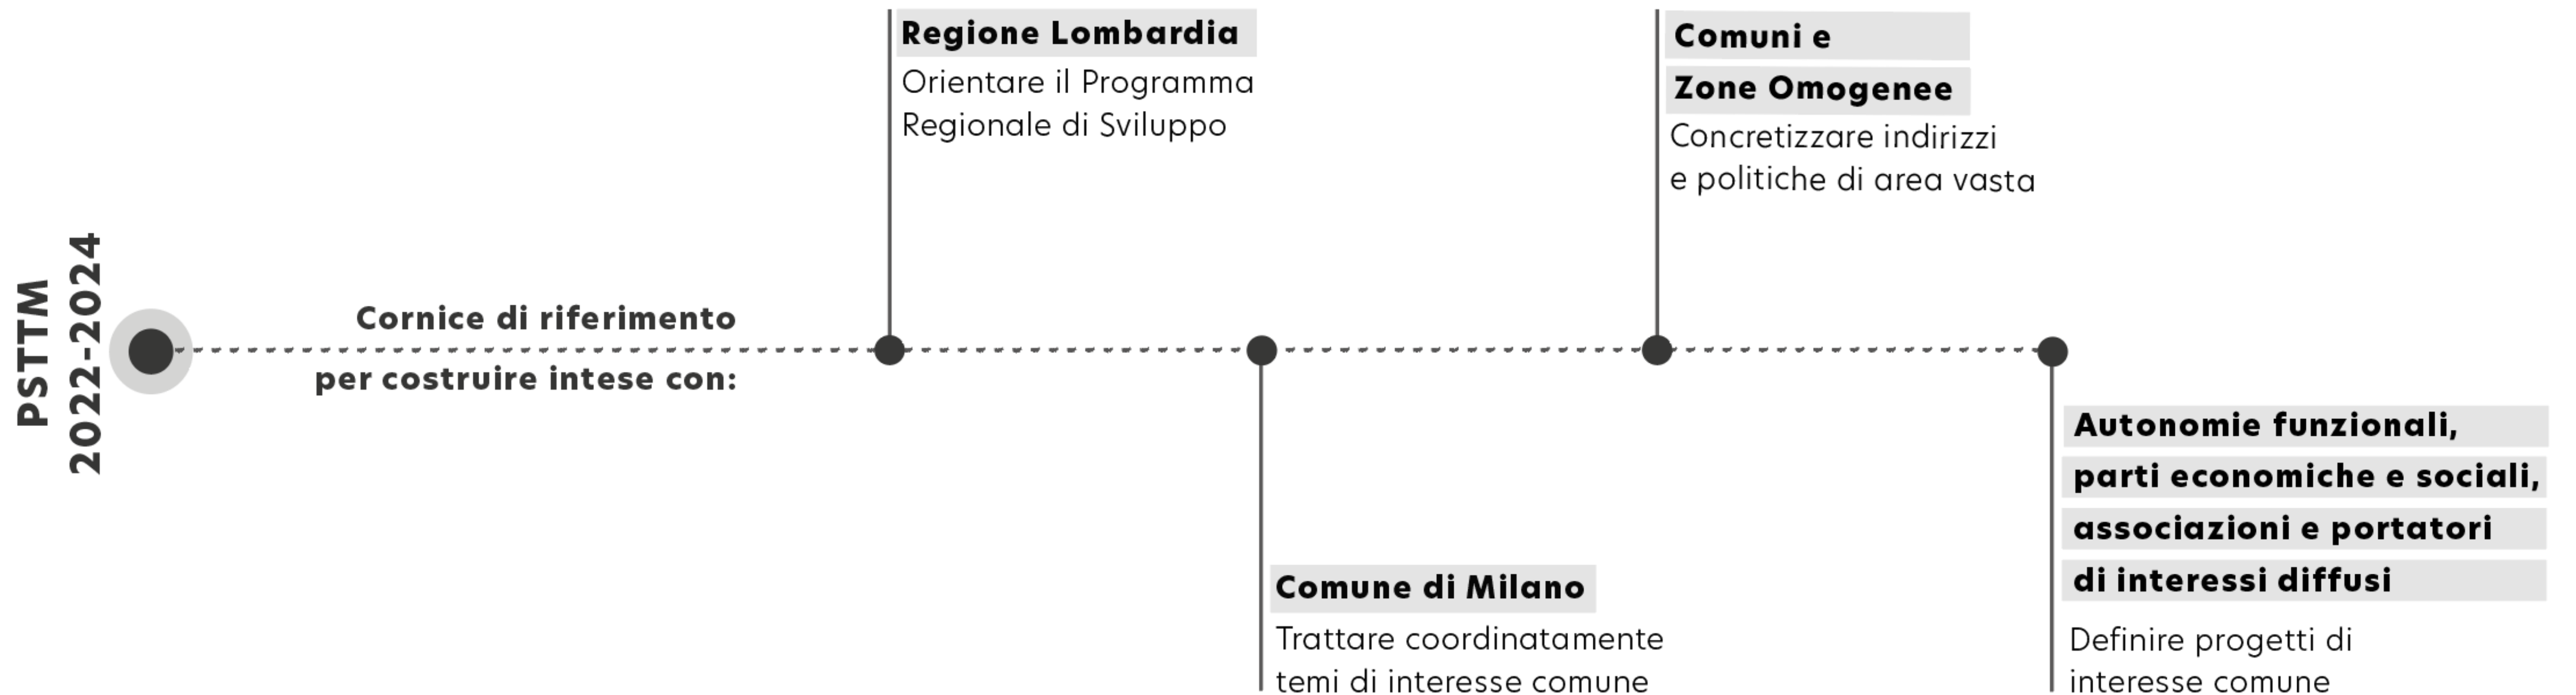 PSTTM
2022-2024
Cornice di riferimento
per costruire intese con:
Regione Lombardia
Orientare il Programma
Regionale di Sviluppo
Comune di Milano
Trattare coordinatamente
temi di interesse comune
Comuni e
Zone Omogenee
Concretizzare indirizzi
e politiche di area vasta
Autonomie funzionali,
parti economiche e sociali,
associazioni e portatori
di interessi diffusi
Definire progetti di
interesse comune